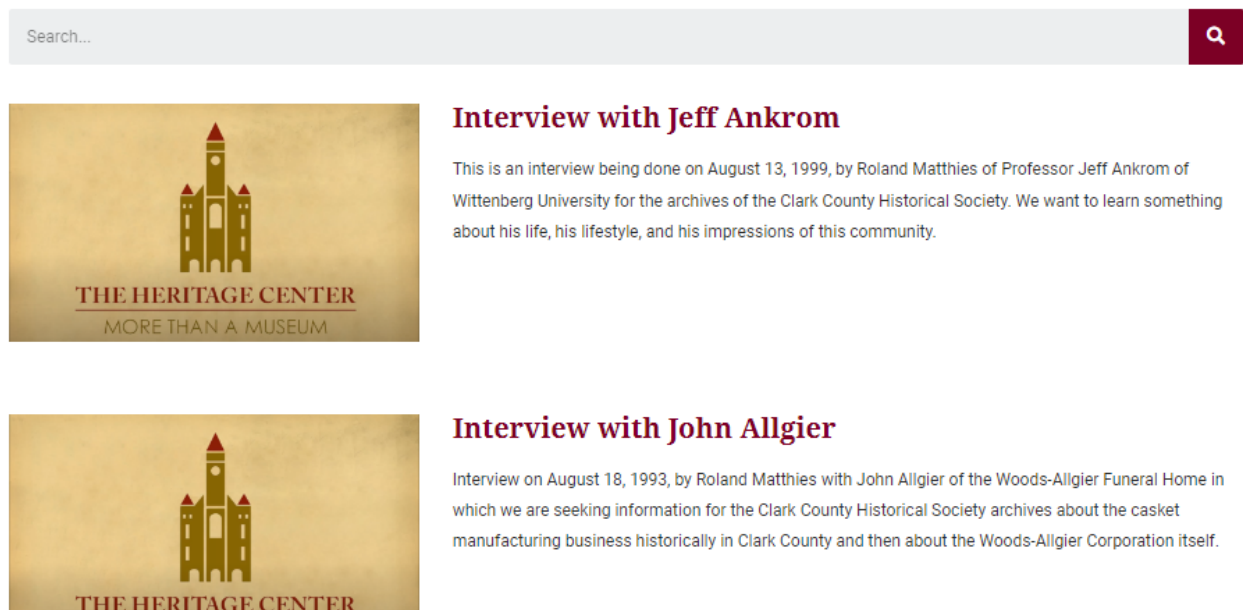 Search...
Interview with Jeff Ankrom
This is an interview being done on August 13, 1999, by Roland Matthies of Professor Jeff Ankrom of
Wittenberg University for the archives of the Clark County Historical Society. We want to learn something
about his life, his lifestyle, and his impressions of this community.
THE HERITAGE CENTER
MORE THAN A MUSEUM
Interview with John Allgier
Interview on August 18, 1993, by Roland Matthies with John Allgier of the Woods-Allgier Funeral Home in
which we are seeking information for the Clark County Historical Society archives about the casket
manufacturing business historically in Clark County and then about the Woods-Allgier Corporation itself.
THE HERITAGE CENTER